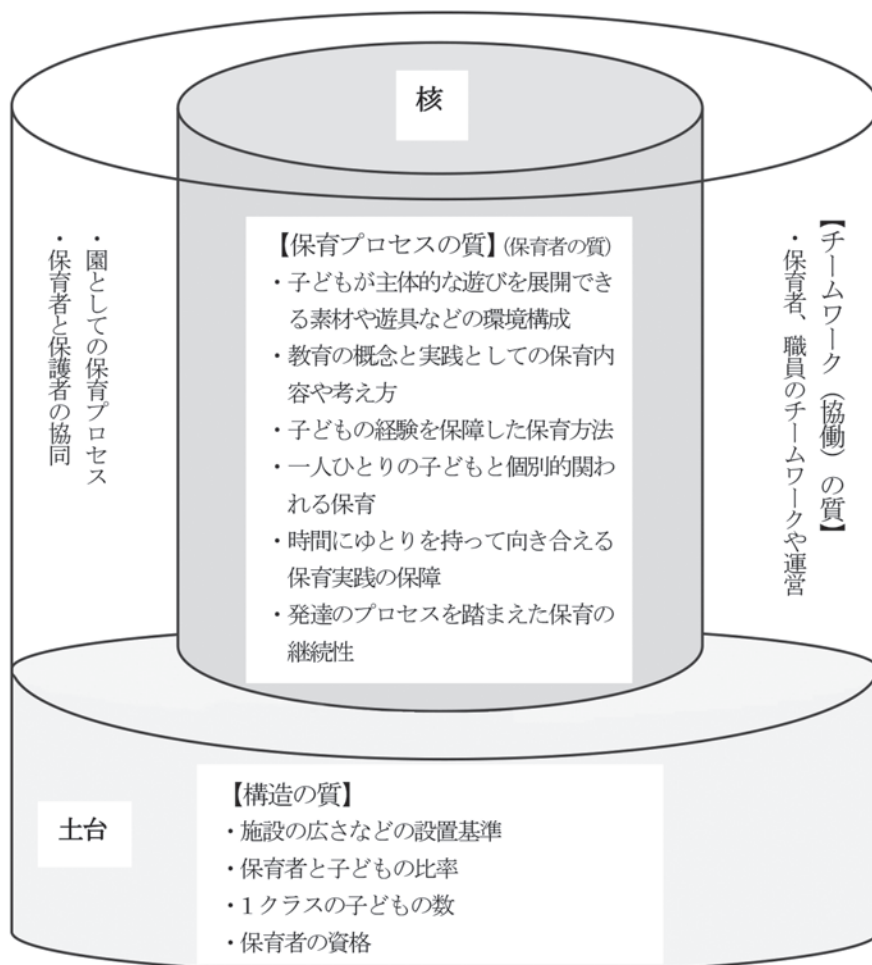 核
【保育プロセスの質】(保育者の質)
・子どもが主体的な遊びを展開でき
る素材や遊具などの環境構成
・教育の概念と実践としての保育内
容や考え方
・子どもの経験を保障した保育方法
・一人ひとりの子どもと個別的関わ
れる保育
・時間にゆとりを持って向き合える
保育実践の保障
・発達のプロセスを踏まえた保育の
継続性
【チームワーク（協働）の質】
・保育者、職員のチームワークや運営
・園としての保育プロセス
・保育者と保護者の協同
土台
【構造の質】
・施設の広さなどの設置基準
・保育者と子どもの比率
・1クラスの子どもの数
・保育者の資格